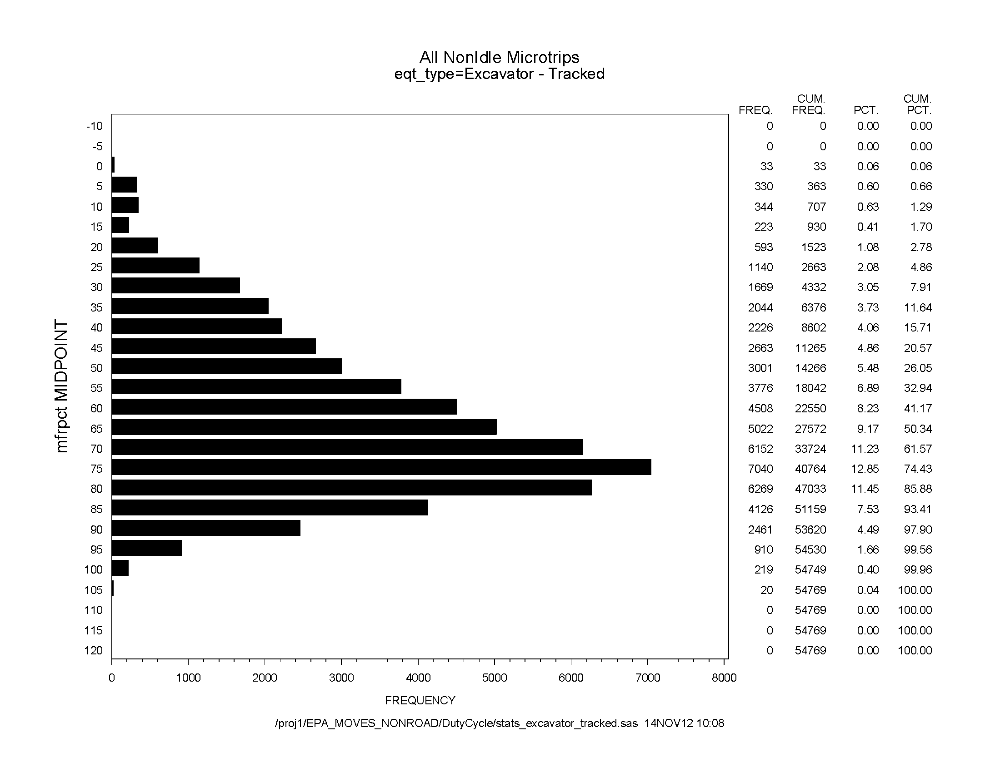 All NonIdle Microtrips
eqt_type=Excavator - Tracked
CUM. CUM.
FREQ. FREQ. PCT. PCT.
-10 0 0 0.00 0.00
-5 0 0 0.00 0.00
0 33 33 0.06 0.06
5 330 363 0.60 0.66
10 344 707 0.63 1.29
15 223 930 0.41 1.70
20 593 1523 1.08 2.78
25 1140 2663 2.08 4.86
30 1669 4332 3.05 7.91
35 2044 6376 3.73 11.64
40 2226 8602 4.06 15.71
45 2663 11265 4.86 20.57
50 3001 14266 5.48 26.05
55 3776 18042 6.89 32.94
60 4508 22550 8.23 41.17
65 5022 27572 9.17 50.34
70 6152 33724 11.23 61.57
75 7040 40764 12.85 74.43
80 6269 47033 11.45 85.88
85 4126 51159 7.53 93.41
90 2461 53620 4.49 97.90
95 910 54530 1.66 99.56
100 219 54749 0.40 99.96
105 20 54769 0.04 100.00
110 0 54769 0.00 100.00
115 0 54769 0.00 100.00
120 0 54769 0.00 100.00
mfrpct MIDPOINT
0 1000 2000 3000 4000 5000 6000 7000 8000
FREQUENCY
/proj1/EPA_MOVES_NONROAD/DutyCycle/stats_excavator_tracked.sas 14NOV12 10:08